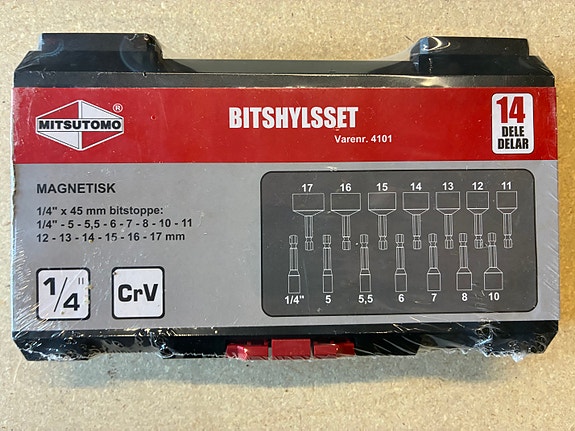 MITSUTOMO ®
BITSHYLSSET
Varenr. 4101
14
DELE
DELAR
MAGNETISK
1/4" x 45 mm bitstoppe:
1/4" - 5 - 5,5 - 6 - 7 - 8 - 10 - 11
12 - 13 - 14 - 15 - 16 - 17 mm
1/4"
CrV
17 16 15 14 13 12 11
1/4" 5 5,5 6 7 8 10